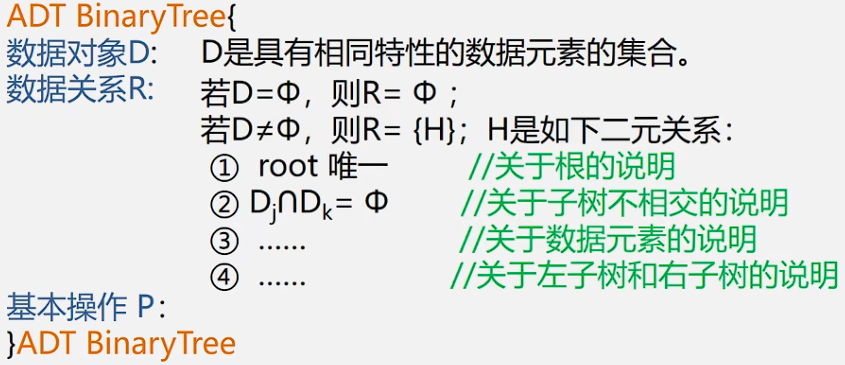 ADT BinaryTree{
数据对象D: D是具有相同特性的数据元素的集合。
数据关系R: 若D=Φ，则R= Φ ；
若D≠Φ，则R= {H}；H是如下二元关系：
① root 唯一 //关于根的说明
② Dj∩Dk= Φ //关于子树不相交的说明
③ …… //关于数据元素的说明
④ …… //关于左子树和右子树的说明
基本操作 P：
}ADT BinaryTree